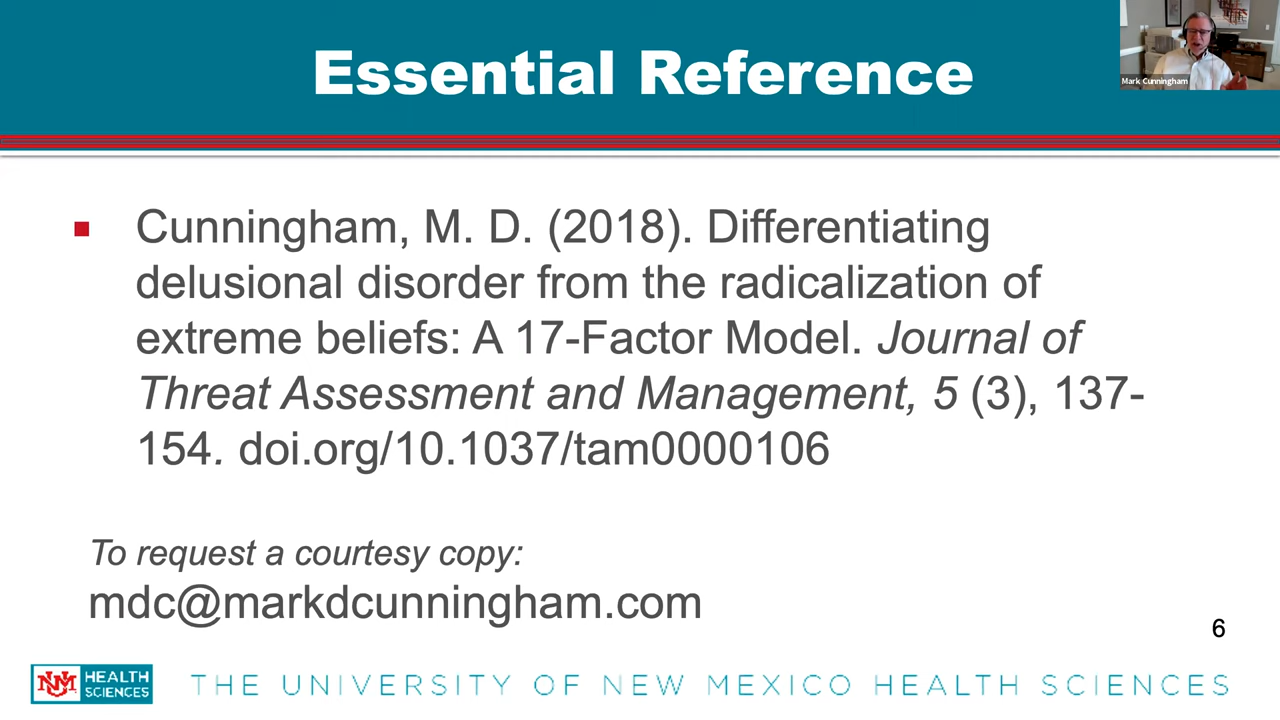 Essential Reference
Mark Cunningham
▪ Cunningham, M. D. (2018). Differentiating
delusional disorder from the radicalization of
extreme beliefs: A 17-Factor Model. Journal of
Threat Assessment and Management, 5 (3), 137-
154. doi.org/10.1037/tam0000106
To request a courtesy copy:
mdc@markdcunningham.com
6
UNM HEALTH
SCIENCES
THE UNIVERSITY OF NEW MEXICO HEALTH SCIENCES